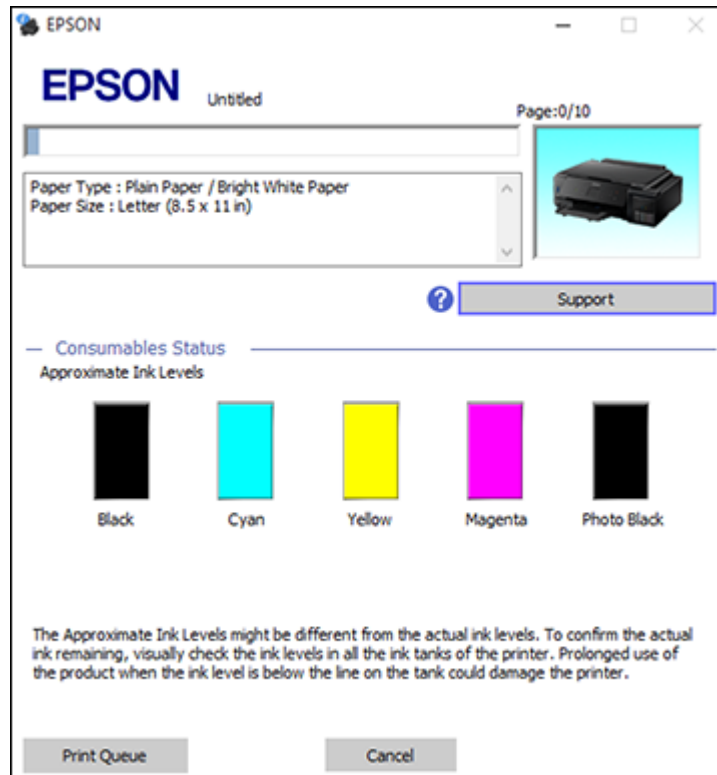 EPSON
EPSON
Untitled
Page:0/10
Paper Type : Plain Paper / Bright White Paper
Paper Size : Letter (8.5 x 11 in)
?
Support
Consumables Status
Approximate Ink Levels
Black
Cyan
Yellow
Magenta
Photo Black
The Approximate Ink Levels might be different from the actual ink levels. To confirm the actual
ink remaining, visually check the ink levels in all the ink tanks of the printer. Prolonged use of
the product when the ink level is below the line on the tank could damage the printer.
Print Queue
Cancel